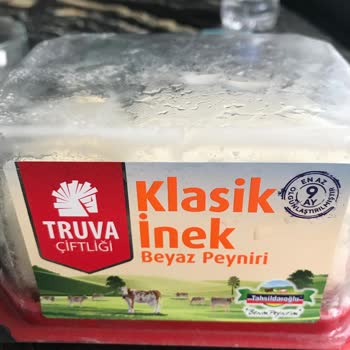 TRUVA
ÇİFTLİĞİ
Klasik
İnek
Beyaz Peyniri
EN AZ
9
AY
OLGUNLAŞTIRILMIŞTIR
Tahsildaroğlu